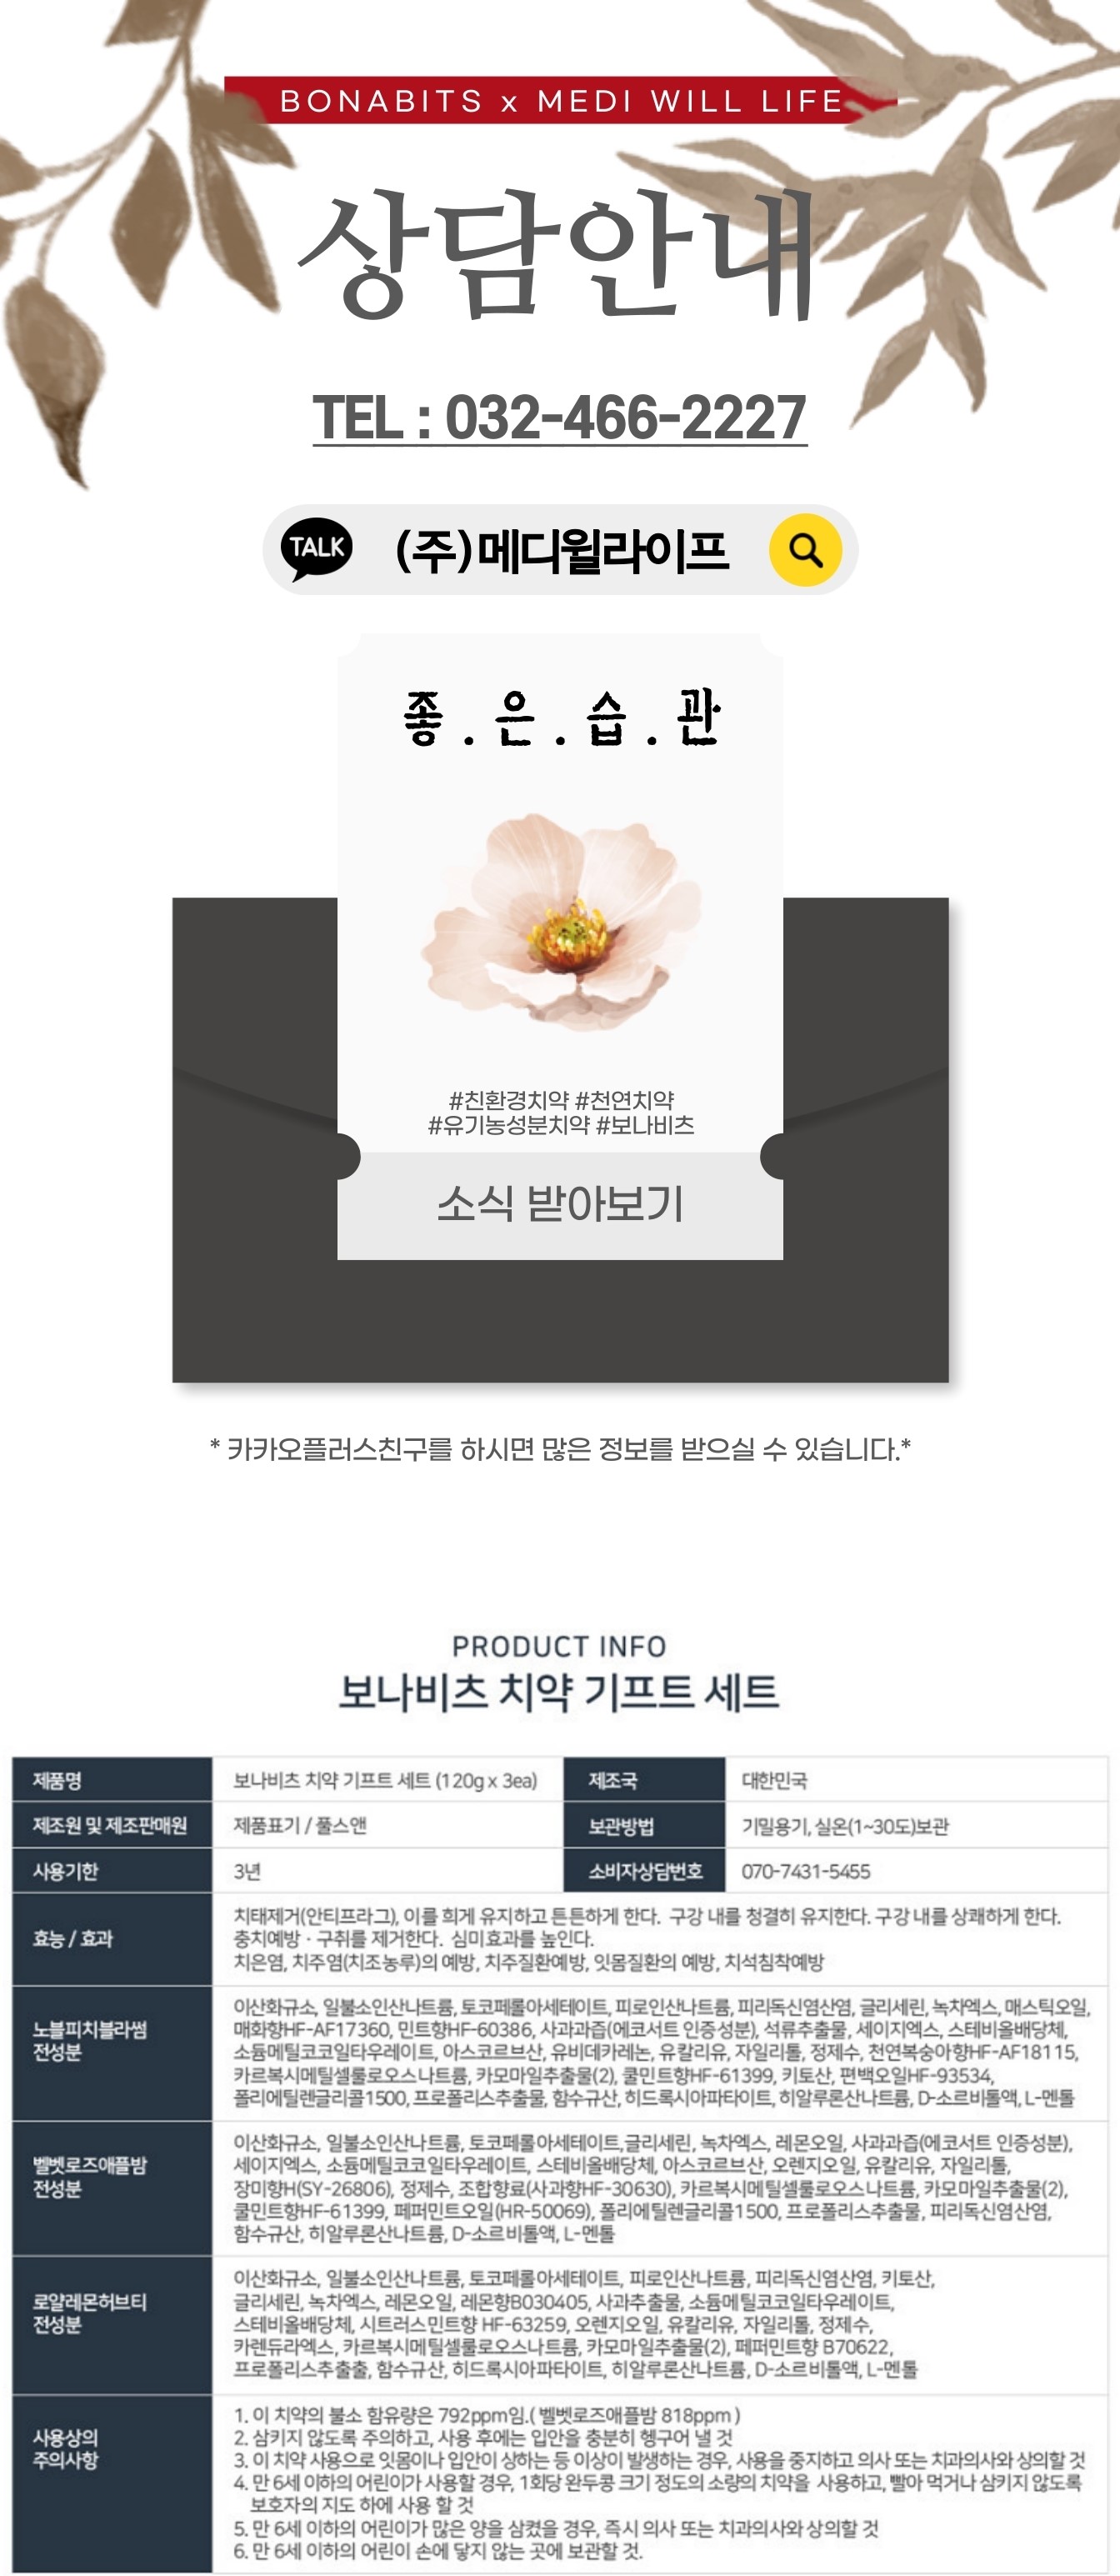 BONABITS x MEDI WILL LIFE
상담안내
TEL : 032-466-2227
TALK (주)메디윌라이프
좋.은.습.관
#친환경치약 #천연치약
#유기농성분치약 #보나비츠
소식 받아보기
* 카카오플러스친구를 하시면 많은 정보를 받으실 수 있습니다.*
PRODUCT INFO
보나비츠 치약 기프트 세트
제품명 보나비츠 치약 기프트 세트 (120g x 3ea) 제조국 대한민국
제조원 및 제조판매원 제품표기 / 풀스앤 보관방법 기밀용기, 실온(1~30도)보관
사용기한 3년 소비자상담번호 070-7431-5455
효능 / 효과
치태제거(안티프라그), 이를 희게 유지하고 튼튼하게 한다. 구강 내를 청결히 유지한다. 구강 내를 상쾌하게 한다.
충치예방 · 구취를 제거한다. 심미효과를 높인다.
치은염, 치주염(치조농루)의 예방, 치주질환예방, 잇몸질환의 예방, 치석침착예방
노블피치블라썸
전성분
이산화규소, 일불소인산나트륨, 토코페롤아세테이트, 피로인산나트륨, 피리독신염산염, 글리세린, 녹차엑스, 매스틱오일,
매화향HF-AF17360, 민트향HF-60386, 사과과즙(에코서트 인증성분), 석류추출물, 세이지엑스, 스테비올배당체,
소듐메틸코코일타우레이트, 아스코르브산, 유비데카레논, 유칼리유, 자일리톨, 정제수, 천연복숭아향HF-AF18115,
카르복시메틸셀룰로오스나트륨, 카모마일추출물(2), 쿨민트향HF-61399, 키토산, 편백오일HF-93534,
폴리에틸렌글리콜1500, 프로폴리스추출물, 함수규산, 히드록시아파타이트, 히알루론산나트륨, D-소르비톨액, L-멘톨
벨벳로즈애플밤
전성분
이산화규소, 일불소인산나트륨, 토코페롤아세테이트,글리세린, 녹차엑스, 레몬오일, 사과과즙(에코서트 인증성분),
세이지엑스, 소듐메틸코코일타우레이트, 스테비올배당체, 아스코르브산, 오렌지오일, 유칼리유, 자일리톨,
장미향H(SY-26806), 정제수, 조합향료(사과향HF-30630), 카르복시메틸셀룰로오스나트륨, 카모마일추출물(2),
쿨민트향HF-61399, 페퍼민트오일(HR-50069), 폴리에틸렌글리콜1500, 프로폴리스추출물, 피리독신염산염,
함수규산, 히알루론산나트륨, D-소르비톨액, L-멘톨
로얄레몬허브티
전성분
이산화규소, 일불소인산나트륨, 토코페롤아세테이트, 피로인산나트륨, 피리독신염산염, 키토산,
글리세린, 녹차엑스, 레몬오일, 레몬향B030405, 사과추출물, 소듐메틸코코일타우레이트,
스테비올배당체, 시트러스민트향 HF-63259, 오렌지오일, 유칼리유, 자일리톨, 정제수,
카렌듀라엑스, 카르복시메틸셀룰로오스나트륨, 카모마일추출물(2), 페퍼민트향 B70622,
프로폴리스추출출, 함수규산, 히드록시아파타이트, 히알루론산나트륨, D-소르비톨액, L-멘톨
사용상의
주의사항
1. 이 치약의 불소 함유량은 792ppm임.( 벨벳로즈애플밤 818ppm )
2. 삼키지 않도록 주의하고, 사용 후에는 입안을 충분히 헹구어 낼 것
3. 이 치약 사용으로 잇몸이나 입안이 상하는 등 이상이 발생하는 경우, 사용을 중지하고 의사 또는 치과의사와 상의할 것
4. 만 6세 이하의 어린이가 사용할 경우, 1회당 완두콩 크기 정도의 소량의 치약을 사용하고, 빨아 먹거나 삼키지 않도록
보호자의 지도 하에 사용 할 것
5. 만 6세 이하의 어린이가 많은 양을 삼켰을 경우, 즉시 의사 또는 치과의사와 상의할 것
6. 만 6세 이하의 어린이 손에 닿지 않는 곳에 보관할 것.